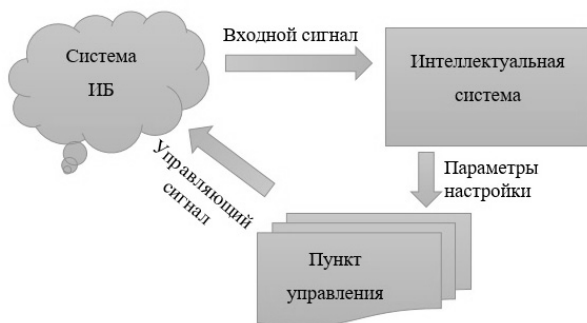 Система
ИБ
Входной сигнал
Интеллектуальная
система
Параметры
настройки
Управляющий
сигнал
Пункт
управления